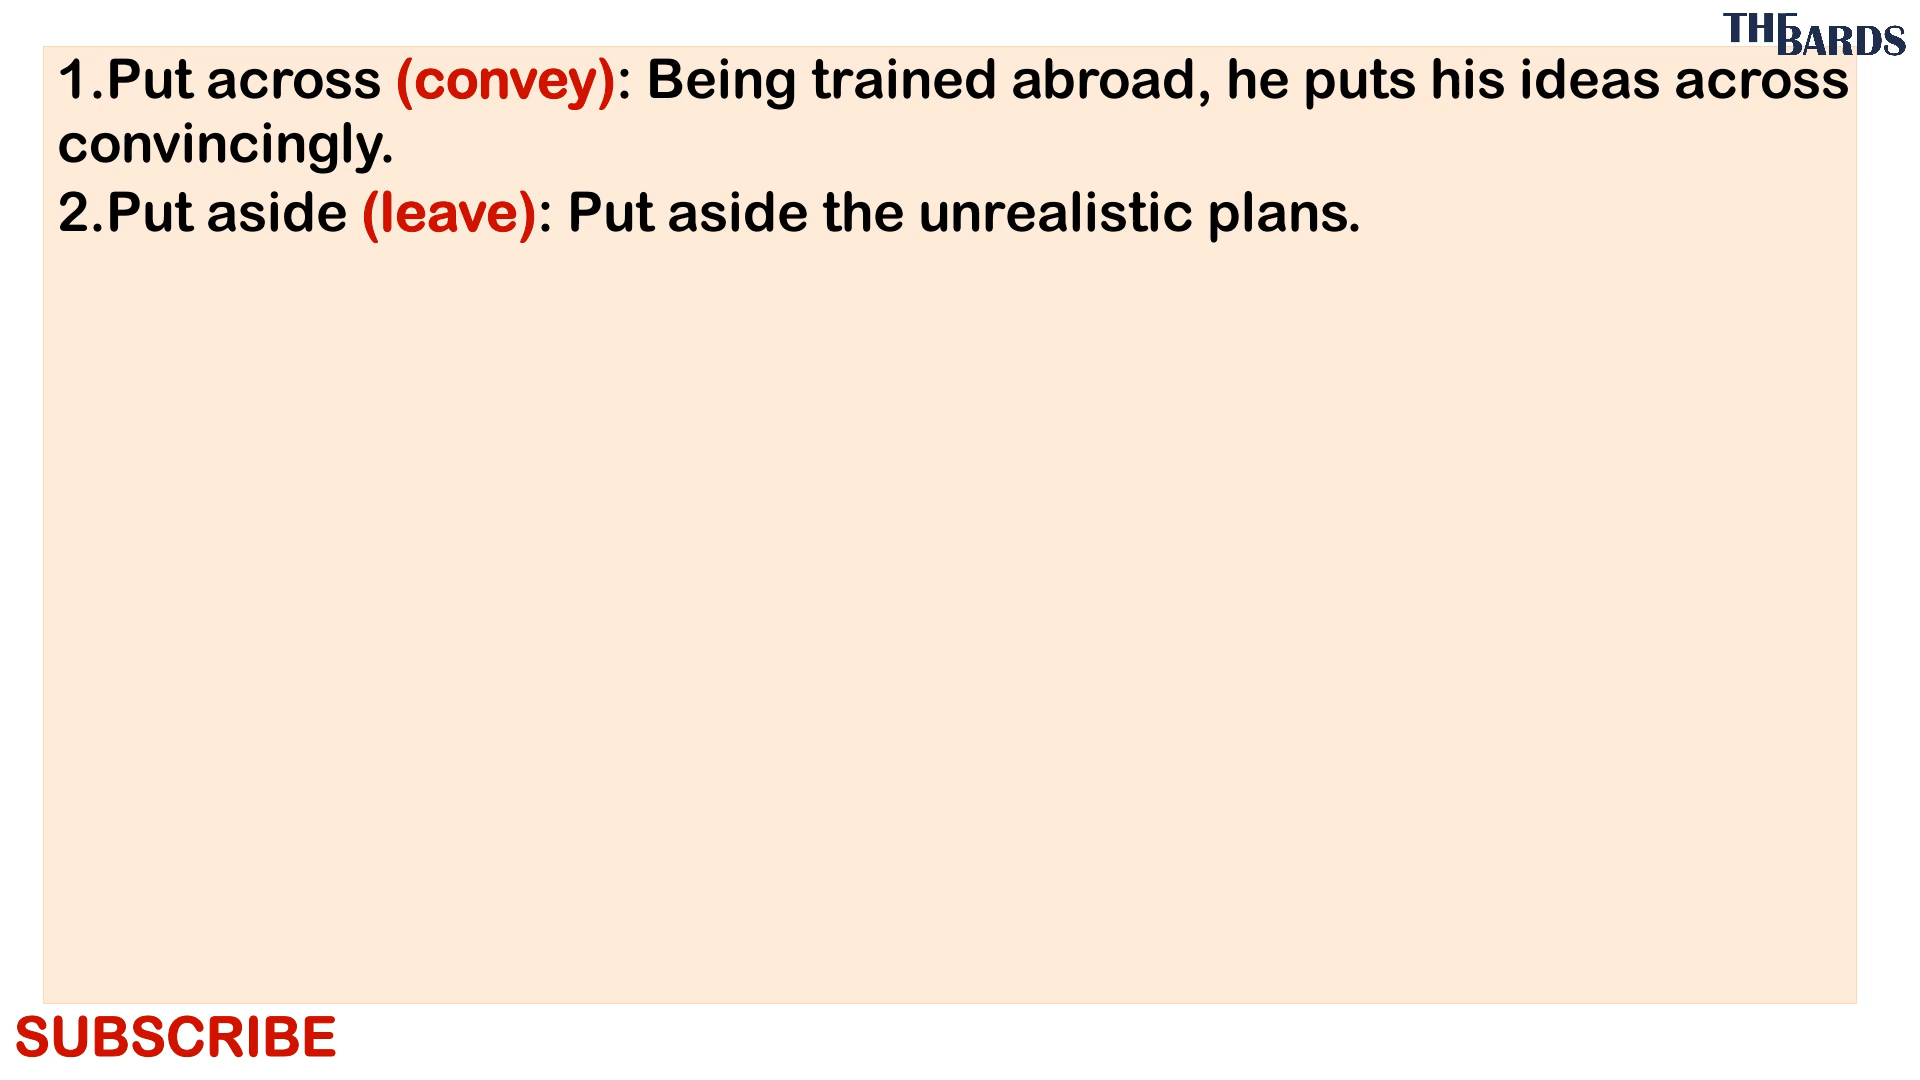 THE BARDS
1.Put across (convey): Being trained abroad, he puts his ideas across
convincingly.
2.Put aside (leave): Put aside the unrealistic plans.
SUBSCRIBE